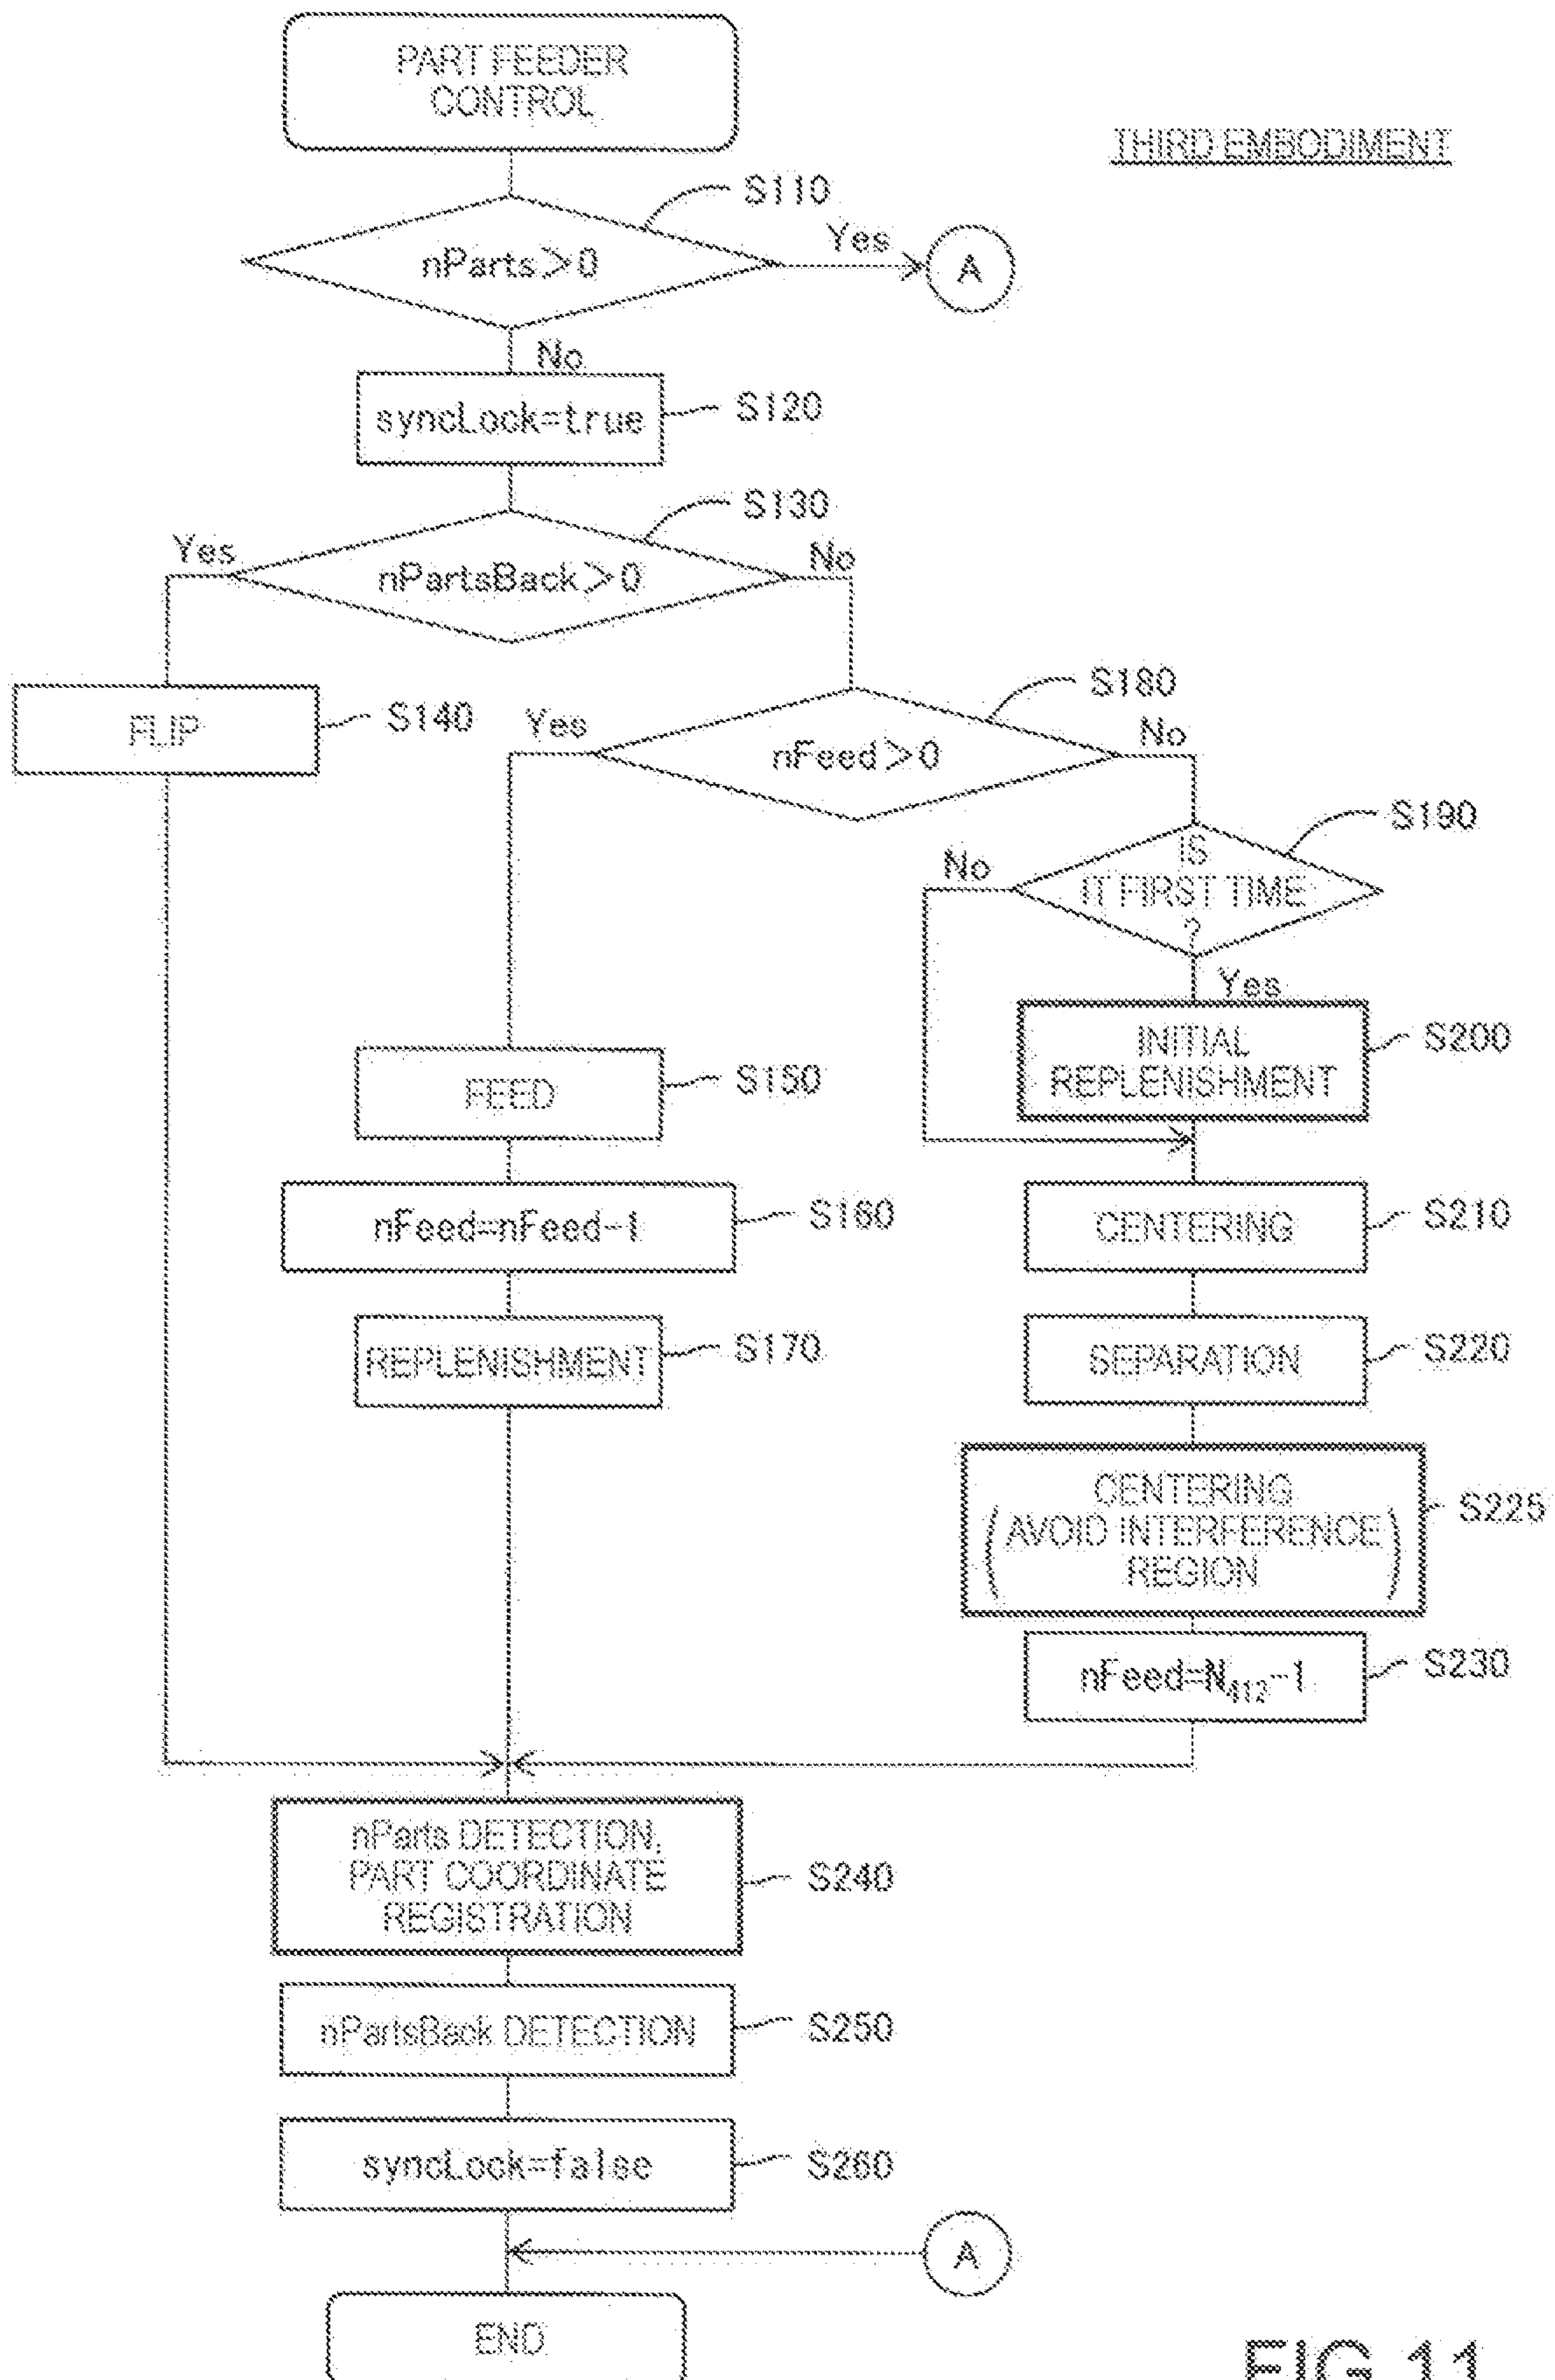 PART FEEDER
CONTROL
THIRD EMBODIMENT
S110
nParts>0
Yes
A
No
syncLock=true
S120
S130
Yes
nPartsBack>0
No
FLIP
S140
S180
Yes
nFeed>0
No
S190
No
IS
IT FIRST TIME
?
Yes
INITIAL
REPLENISHMENT
S200
FEED
S150
CENTERING
S210
nFeed=nFeed-1
S160
SEPARATION
S220
REPLENISHMENT
S170
CENTERING
(AVOID INTERFERENCE
REGION)
S225
nFeed=N412-1
S230
nParts DETECTION,
PART COORDINATE
REGISTRATION
S240
nPartsBack DETECTION
S250
syncLock=false
S260
A
END
FIG.11